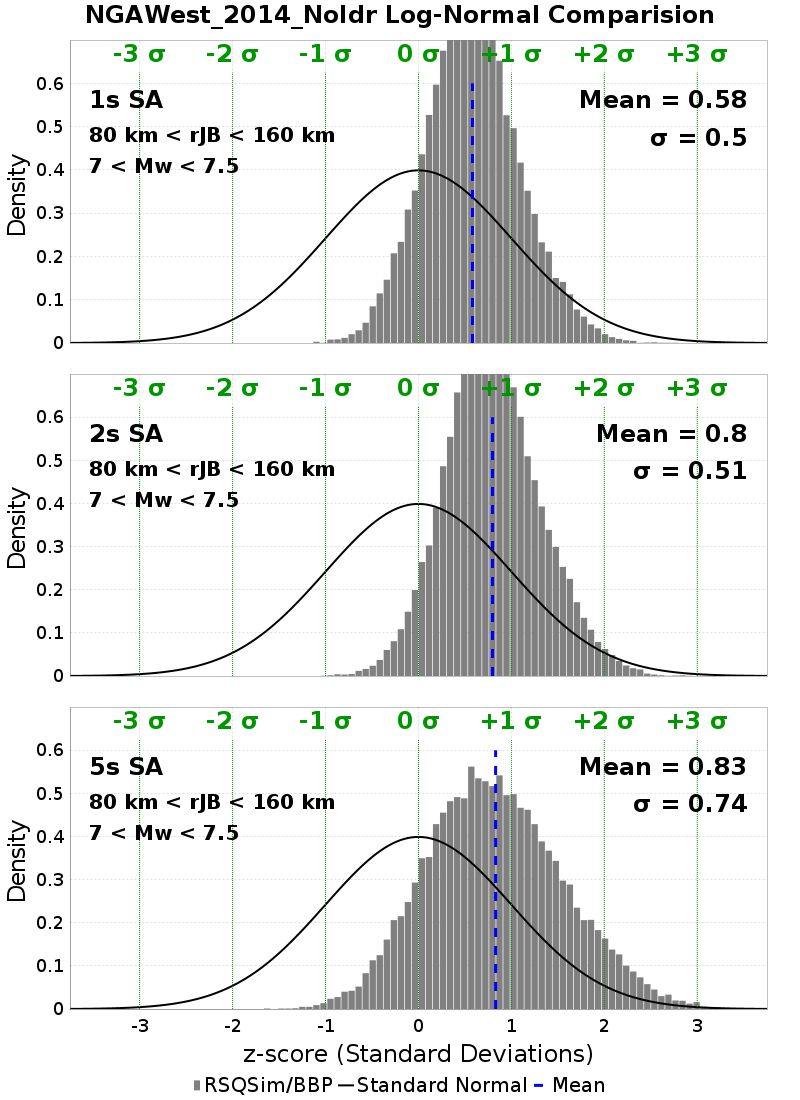 NGAWest_2014_NoIdr Log-Normal Comparision
-3 σ -2 σ -1 σ 0 σ +1 σ +2 σ +3 σ
1s SA
Mean = 0.58
80 km < rJB < 160 km
σ = 0.5
7 < Mw < 7.5
0.6
0.5
0.4
0.3
0.2
0.1
0
Density
-3 σ -2 σ -1 σ 0 σ +1 σ +2 σ +3 σ
2s SA
Mean = 0.8
80 km < rJB < 160 km
σ = 0.51
7 < Mw < 7.5
0.6
0.5
0.4
0.3
0.2
0.1
0
Density
-3 σ -2 σ -1 σ 0 σ +1 σ +2 σ +3 σ
5s SA
Mean = 0.83
80 km < rJB < 160 km
σ = 0.74
7 < Mw < 7.5
0.6
0.5
0.4
0.3
0.2
0.1
0
Density
-3 -2 -1 0 1 2 3
z-score (Standard Deviations)
RSQSim/BBP Standard Normal Mean